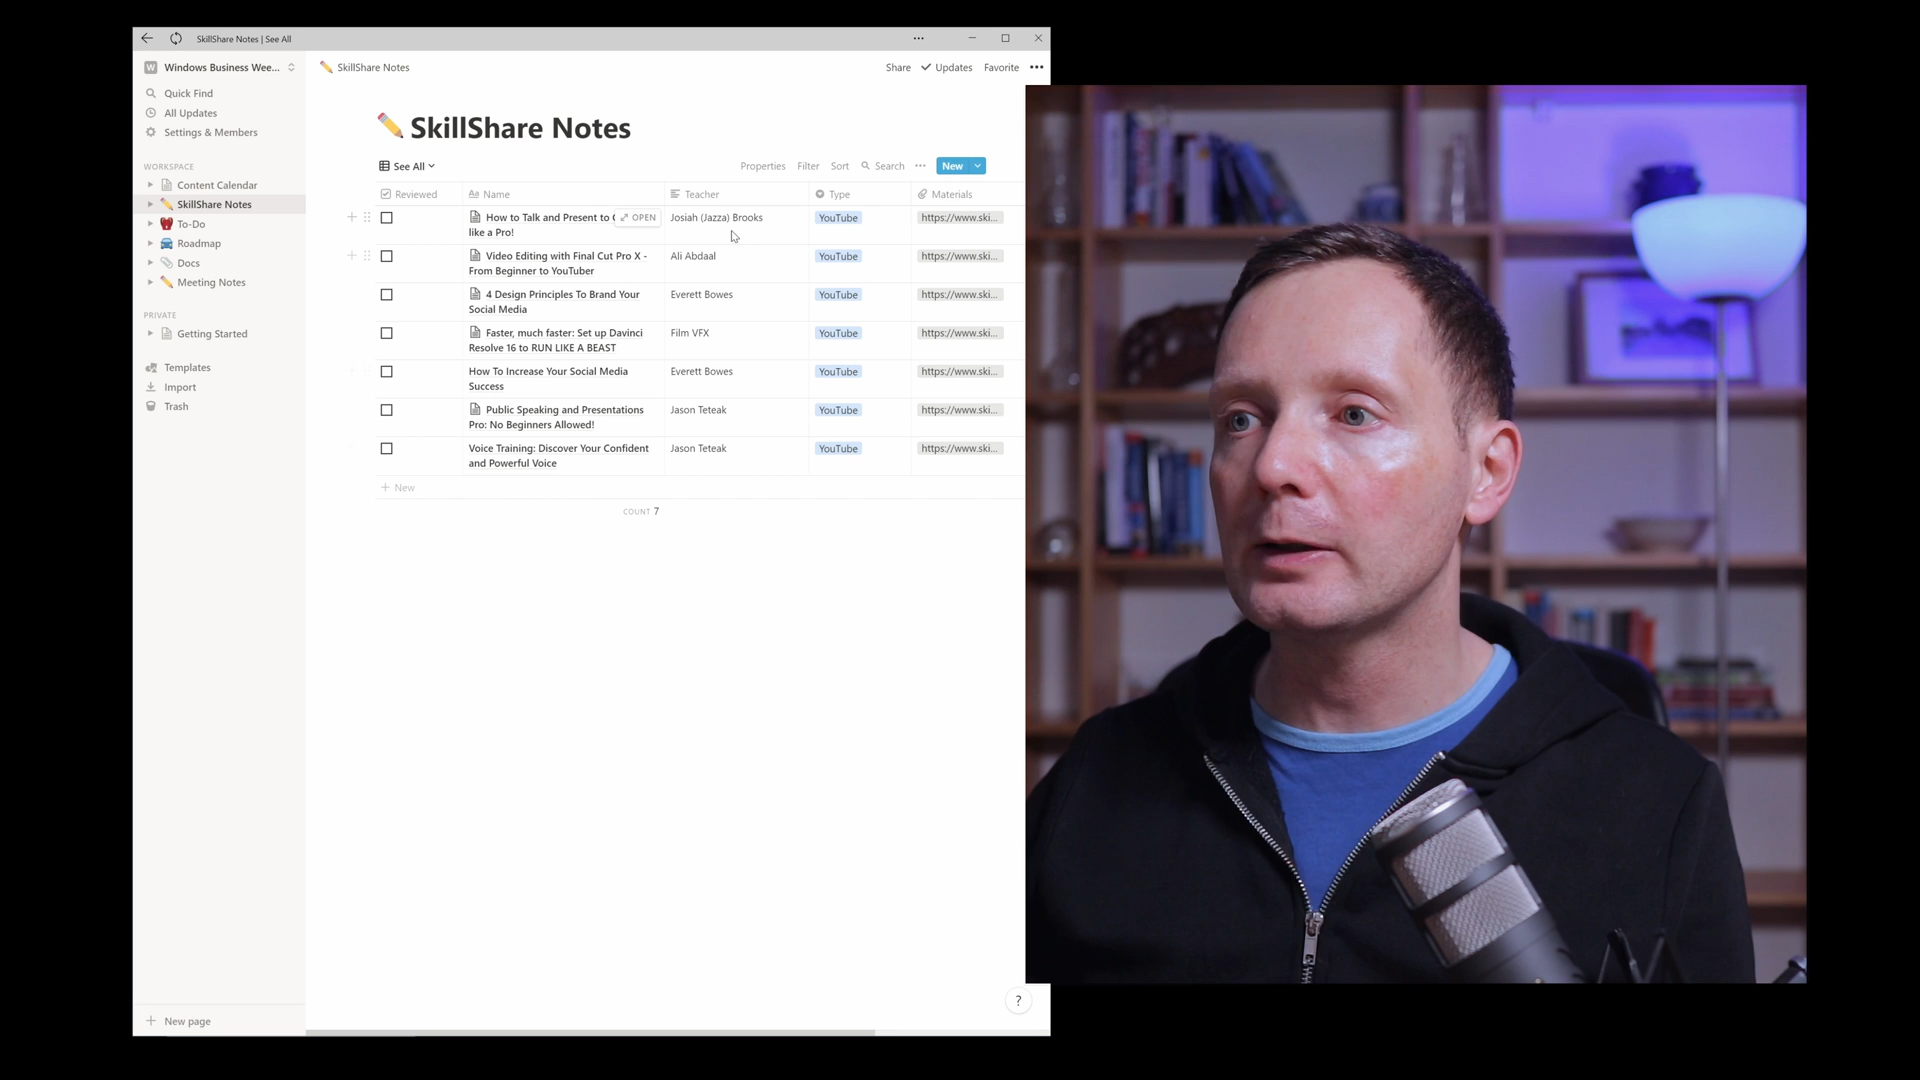 SkillShare Notes | See All
Windows Business Wee...
Quick Find
All Updates
Settings & Members
WORKSPACE
Content Calendar
SkillShare Notes
To-Do
Roadmap
Docs
Meeting Notes
PRIVATE
Getting Started
Templates
Import
Trash
New page
SkillShare Notes
Share
Updates
Favorite
SkillShare Notes
See All
Properties
Filter
Sort
Search
New
Reviewed
Name
Teacher
Type
Materials
How to Talk and Present to
OPEN
like a Pro!
Josiah (Jazza) Brooks
YouTube
https://www.ski...
Video Editing with Final Cut Pro X -
From Beginner to YouTuber
Ali Abdaal
YouTube
https://www.ski...
4 Design Principles To Brand Your
Social Media
Everett Bowes
YouTube
https://www.ski...
Faster, much faster: Set up Davinci
Resolve 16 to RUN LIKE A BEAST
Film VFX
YouTube
https://www.ski...
How To Increase Your Social Media
Success
Everett Bowes
YouTube
https://www.ski...
Public Speaking and Presentations
Pro: No Beginners Allowed!
Jason Teteak
YouTube
https://www.ski...
Voice Training: Discover Your Confident
and Powerful Voice
Jason Teteak
YouTube
https://www.ski...
New
COUNT 7
?